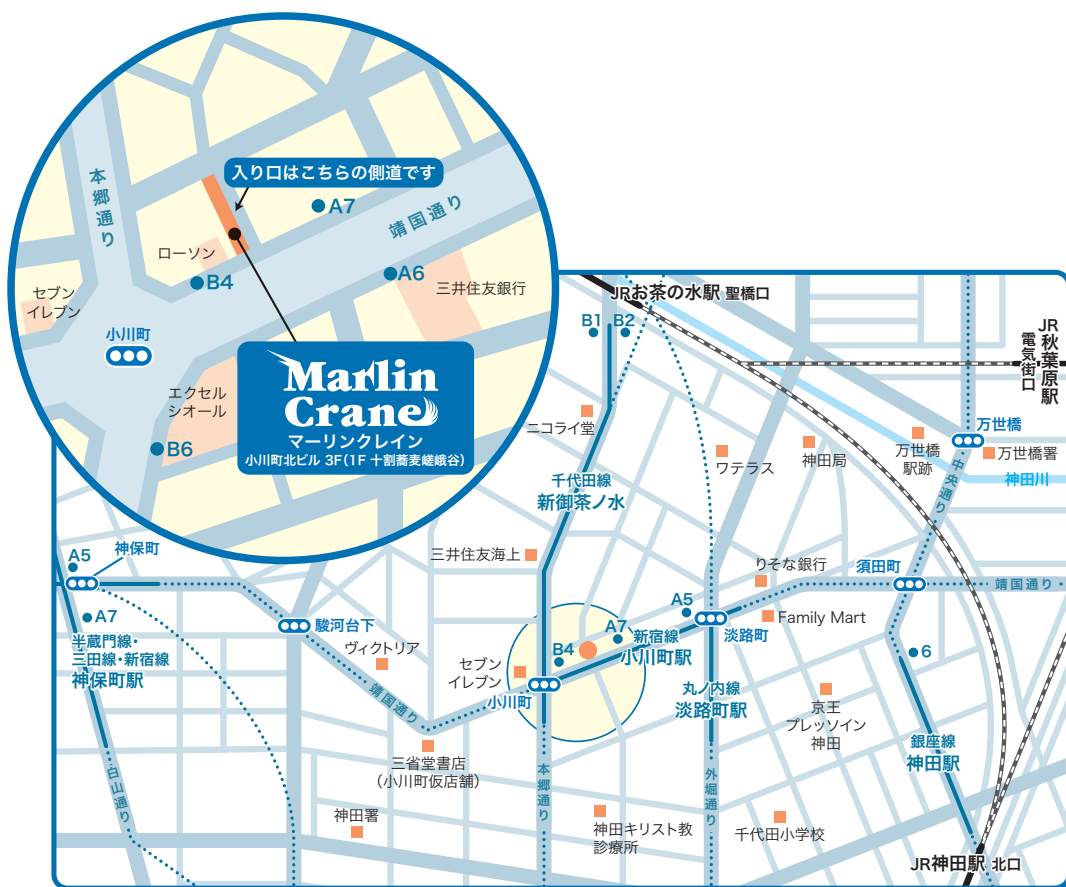 入り口はこちらの側道です
本郷通り
A7
靖国通り
ローソン
B4
A6
三井住友銀行
セブン
イレブン
小川町
エクセル
シオール
B6
Marlin
Crane
マーリンクレイン
小川町北ビル 3F(1F 十割蕎麦嵯峨谷)
JRお茶の水駅 聖橋口
B1
B2
JR秋葉原駅
電気街口
ニコライ堂
万世橋
ワテラス
神田局
万世橋
駅跡
万世橋署
中央通り
神田川
千代田線
新御茶ノ水
三井住友海上
A5
神保町
りそな銀行
須田町
靖国通り
A7
半蔵門線・
三田線・新宿線
神保町駅
駿河台下
ヴィクトリア
靖国通り
セブン
イレブン
B4
A7
新宿線
小川町駅
A5
淡路町
Family Mart
小川町
丸ノ内線
淡路町駅
6
京王
プレッソイン
神田
銀座線
神田駅
三省堂書店
(小川町仮店舗)
白山通り
本郷通り
外堀通り
神田署
神田キリスト教
診療所
千代田小学校
JR神田駅 北口